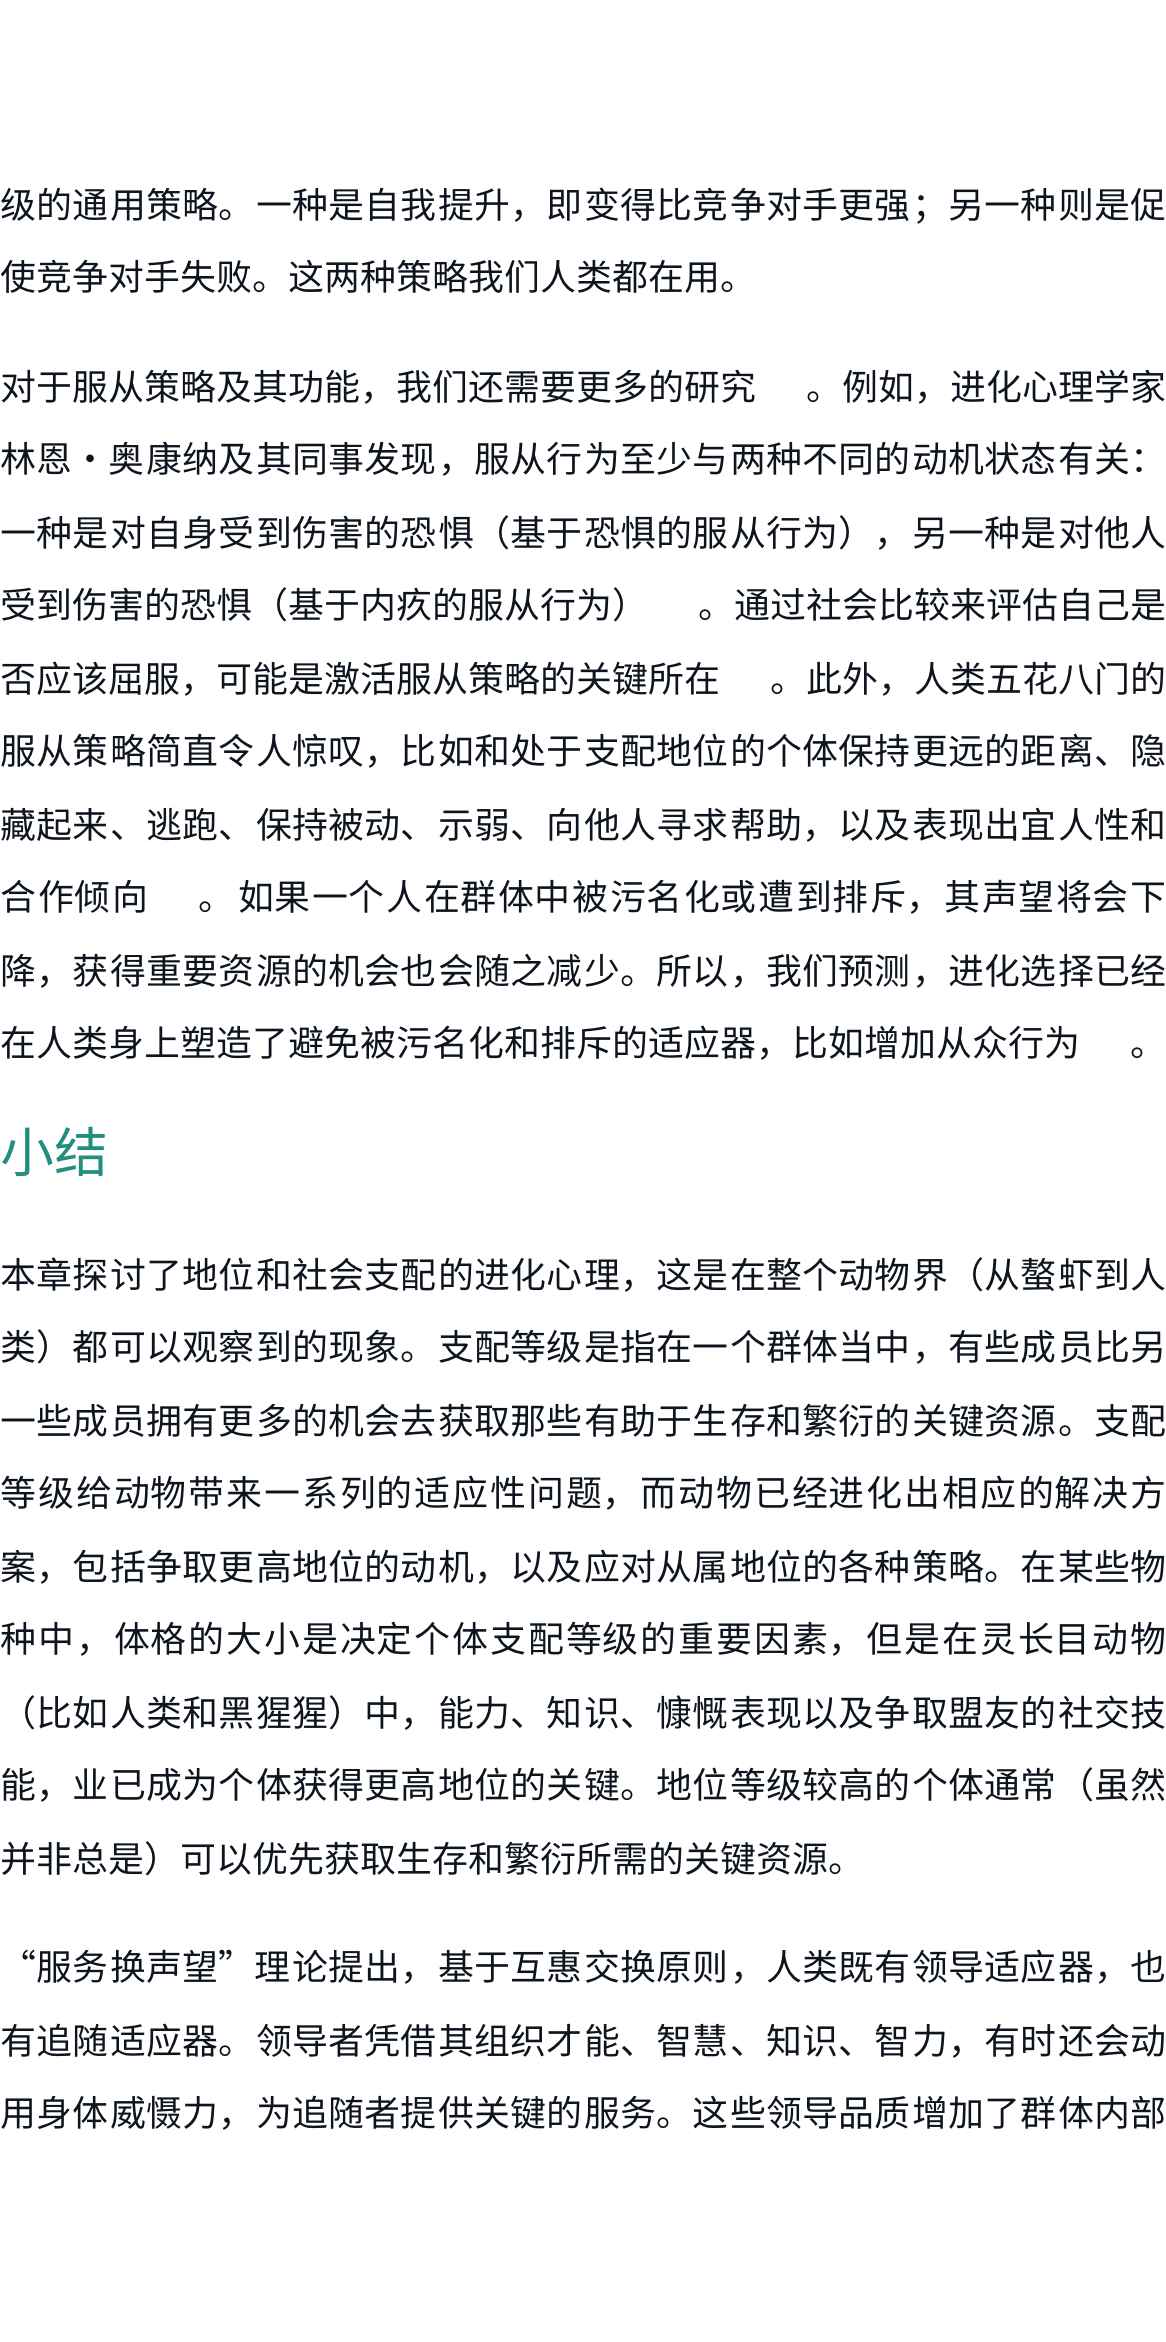 级的通用策略。一种是自我提升，即变得比竞争对手更强；另一种则是促
使竞争对手失败。这两种策略我们人类都在用。
对于服从策略及其功能，我们还需要更多的研究 。例如，进化心理学家
林恩·奥康纳及其同事发现，服从行为至少与两种不同的动机状态有关：
一种是对自身受到伤害的恐惧（基于恐惧的服从行为），另一种是对他人
受到伤害的恐惧（基于内疚的服从行为） 。通过社会比较来评估自己是
否应该屈服，可能是激活服从策略的关键所在 。此外，人类五花八门的
服从策略简直令人惊叹，比如和处于支配地位的个体保持更远的距离、隐
藏起来、逃跑、保持被动、示弱、向他人寻求帮助，以及表现出宜人性和
合作倾向 。如果一个人在群体中被污名化或遭到排斥，其声望将会下
降，获得重要资源的机会也会随之减少。所以，我们预测，进化选择已经
在人类身上塑造了避免被污名化和排斥的适应器，比如增加从众行为 。
小结
本章探讨了地位和社会支配的进化心理，这是在整个动物界（从螯虾到人
类）都可以观察到的现象。支配等级是指在一个群体当中，有些成员比另
一些成员拥有更多的机会去获取那些有助于生存和繁衍的关键资源。支配
等级给动物带来一系列的适应性问题，而动物已经进化出相应的解决方
案，包括争取更高地位的动机，以及应对从属地位的各种策略。在某些物
种中，体格的大小是决定个体支配等级的重要因素，但是在灵长目动物
（比如人类和黑猩猩）中，能力、知识、慷慨表现以及争取盟友的社交技
能，业已成为个体获得更高地位的关键。地位等级较高的个体通常（虽然
并非总是）可以优先获取生存和繁衍所需的关键资源。
“服务换声望”理论提出，基于互惠交换原则，人类既有领导适应器，也
有追随适应器。领导者凭借其组织才能、智慧、知识、智力，有时还会动
用身体威慑力，为追随者提供关键的服务。这些领导品质增加了群体内部